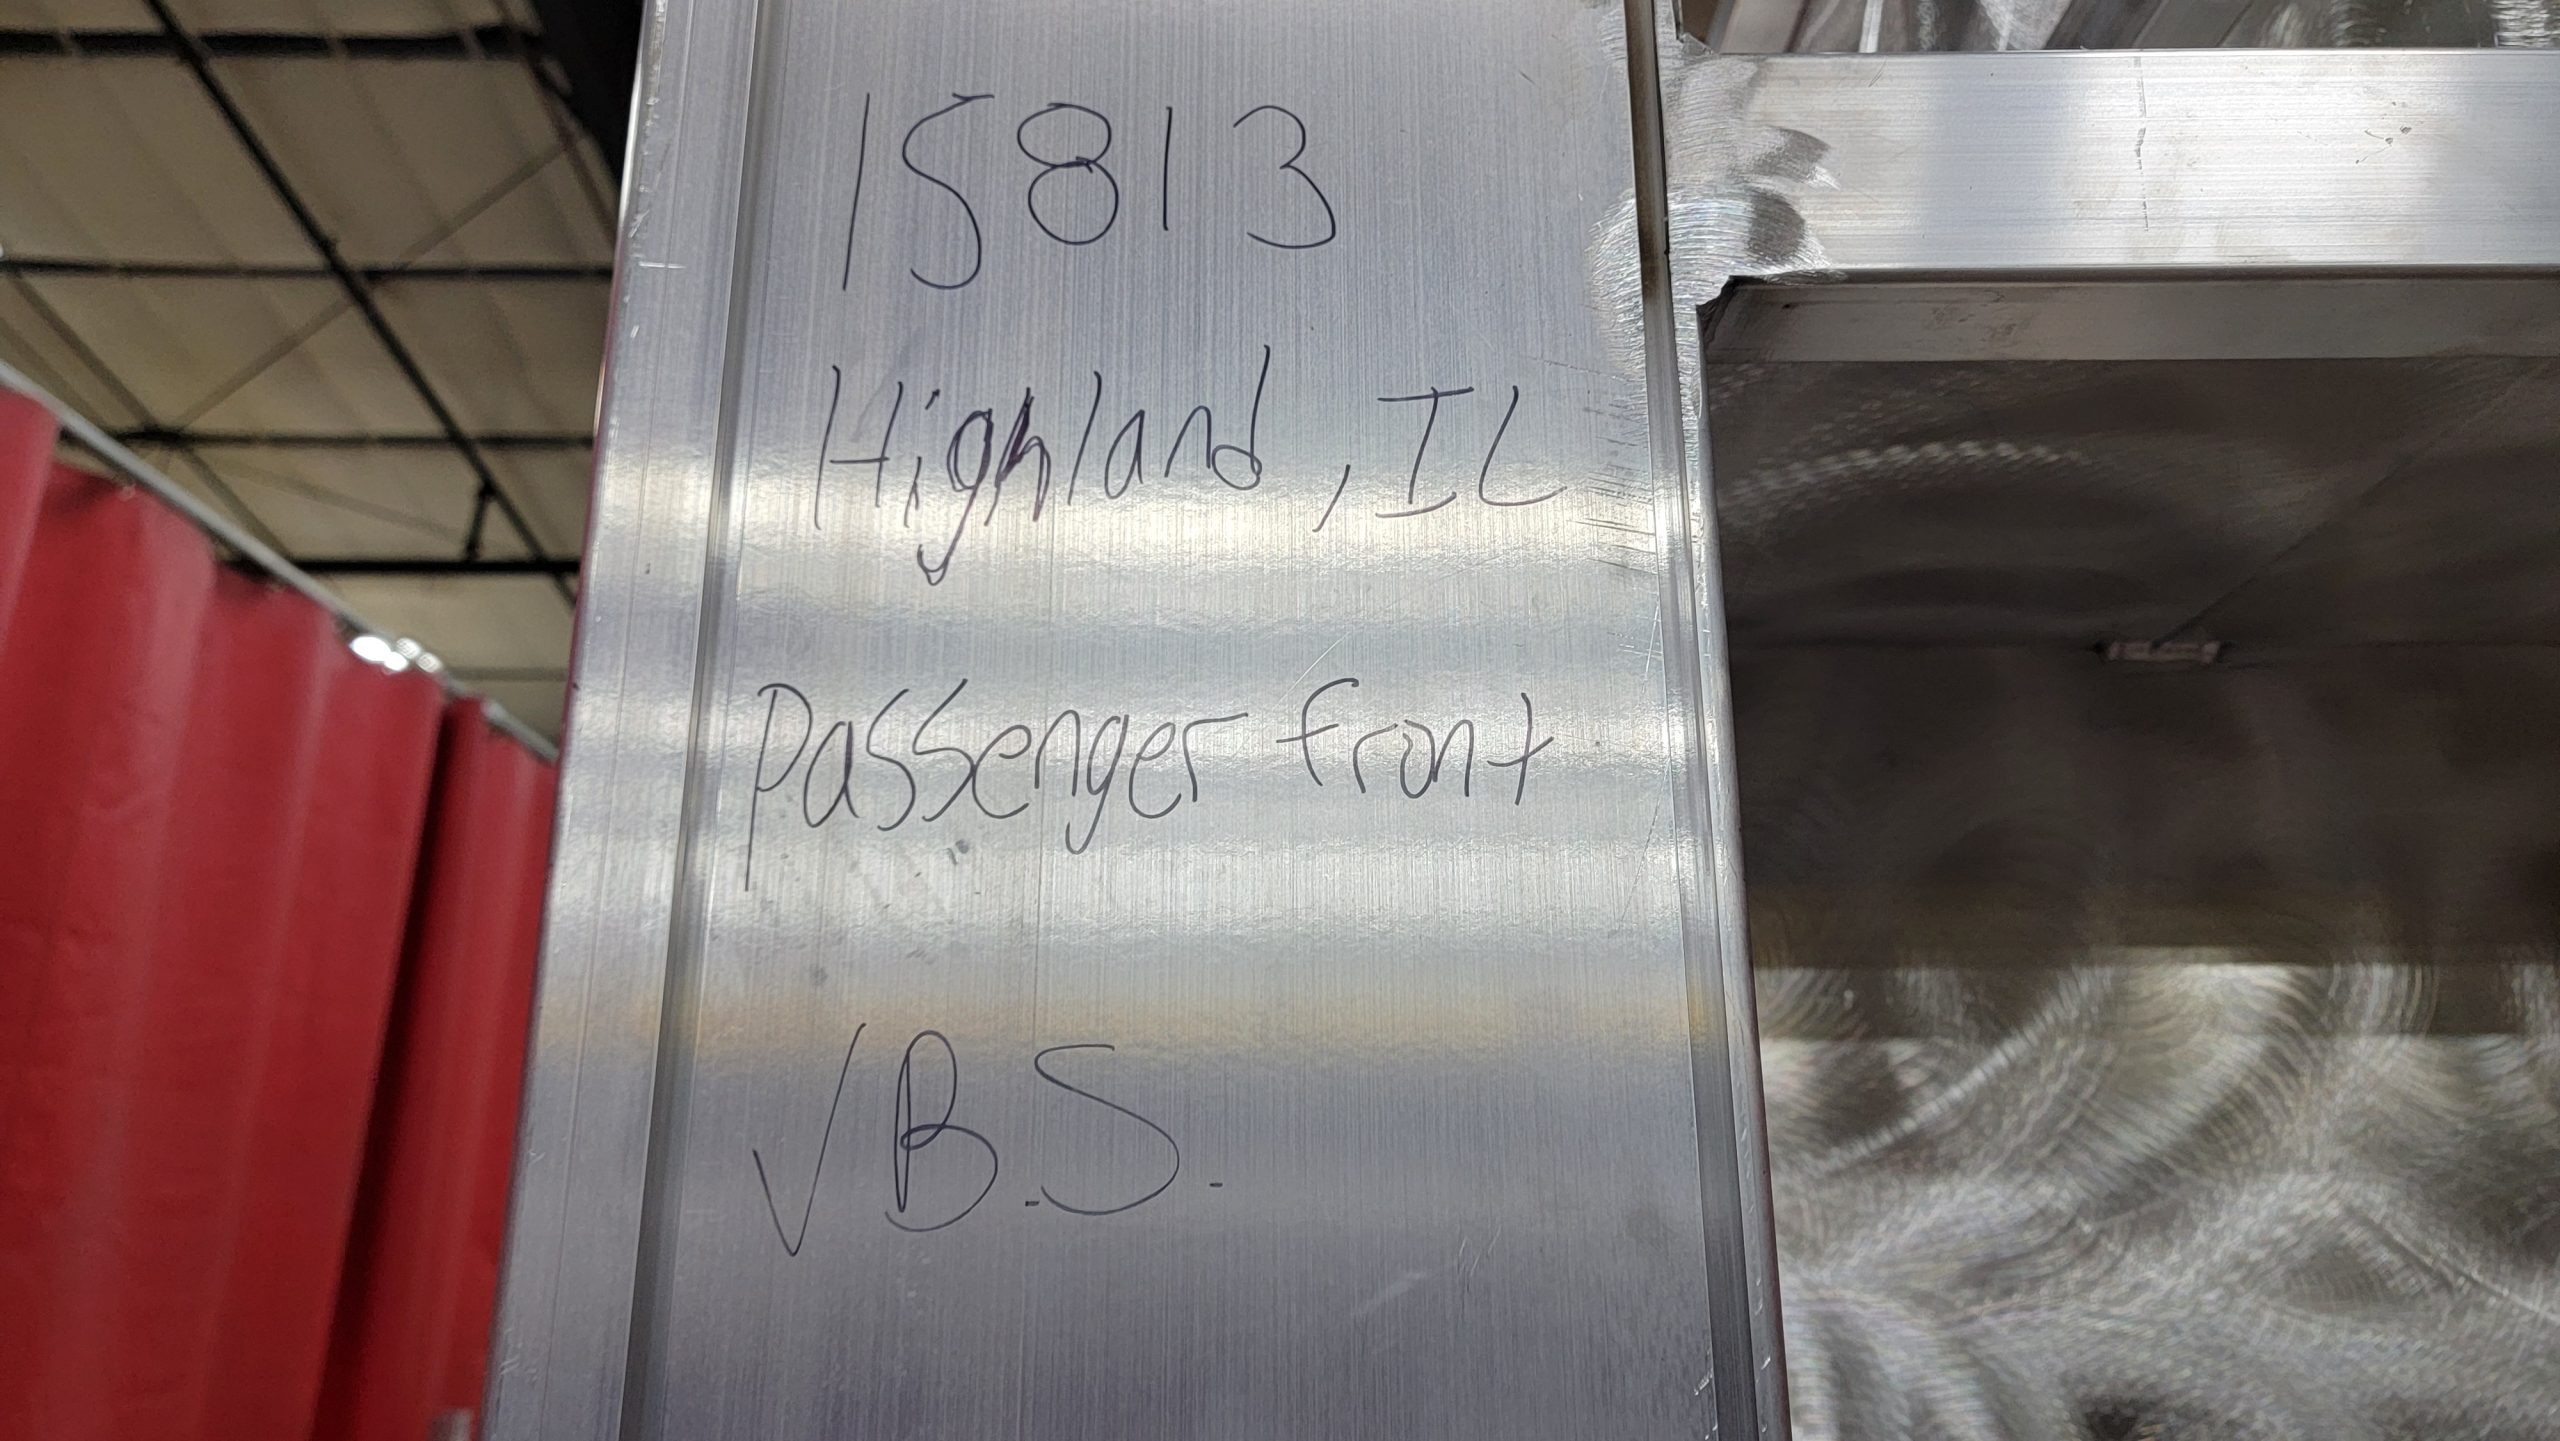 15813
Highland, IL
Passenger front
✓ B.S.